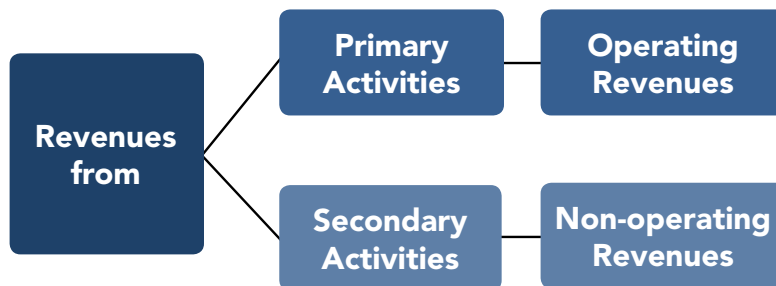 Revenues
from
Primary
Activities
Operating
Revenues
Secondary
Activities
Non-operating
Revenues